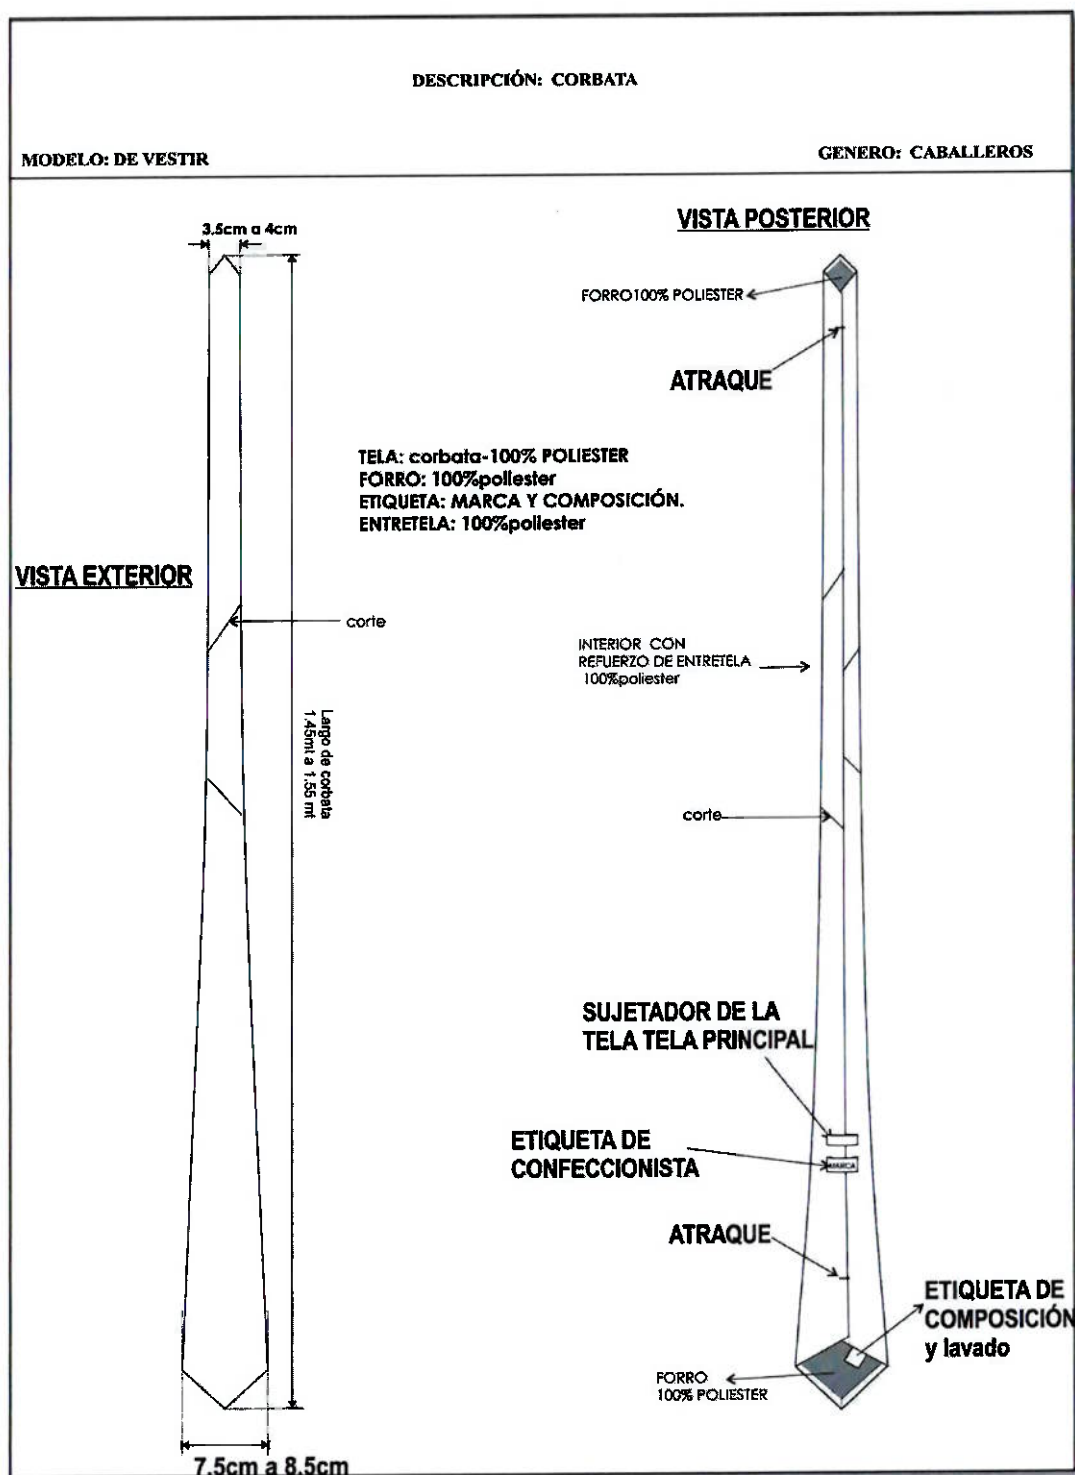 DESCRIPCIÓN: CORBATA
MODELO: DE VESTIR
GENERO: CABALLEROS
3.5cm a 4cm
VISTA POSTERIOR
FORRO100% POLIESTER
ATRAQUE
TELA: corbata-100% POLIESTER
FORRO: 100%poliester
ETIQUETA: MARCA Y COMPOSICIÓN.
ENTRETELA: 100%poliester
VISTA EXTERIOR
corte
INTERIOR CON
REFUERZO DE ENTRETELA
100%poliester
Largo de corbata
1.45mt a 1.55 mt
corte
SUJETADOR DE LA
TELA TELA PRINCIPAL
ETIQUETA DE
CONFECCIONISTA
MARCA
ATRAQUE
ETIQUETA DE
COMPOSICIÓN
y lavado
FORRO
100% POLIESTER
7.5cm a 8.5cm